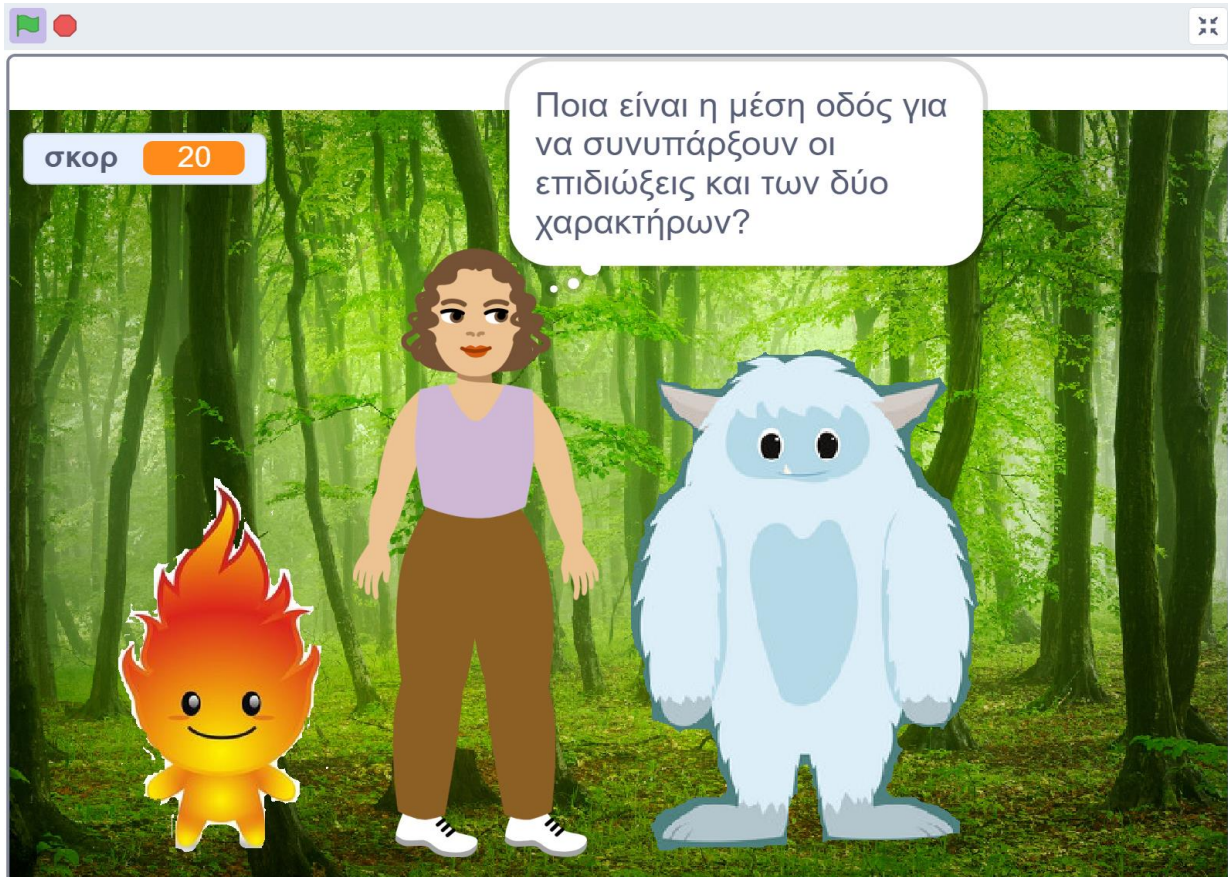 σκορ 20
Ποια είναι η μέση οδός για
να συνυπάρξουν οι
επιδιώξεις και των δύο
χαρακτήρων?